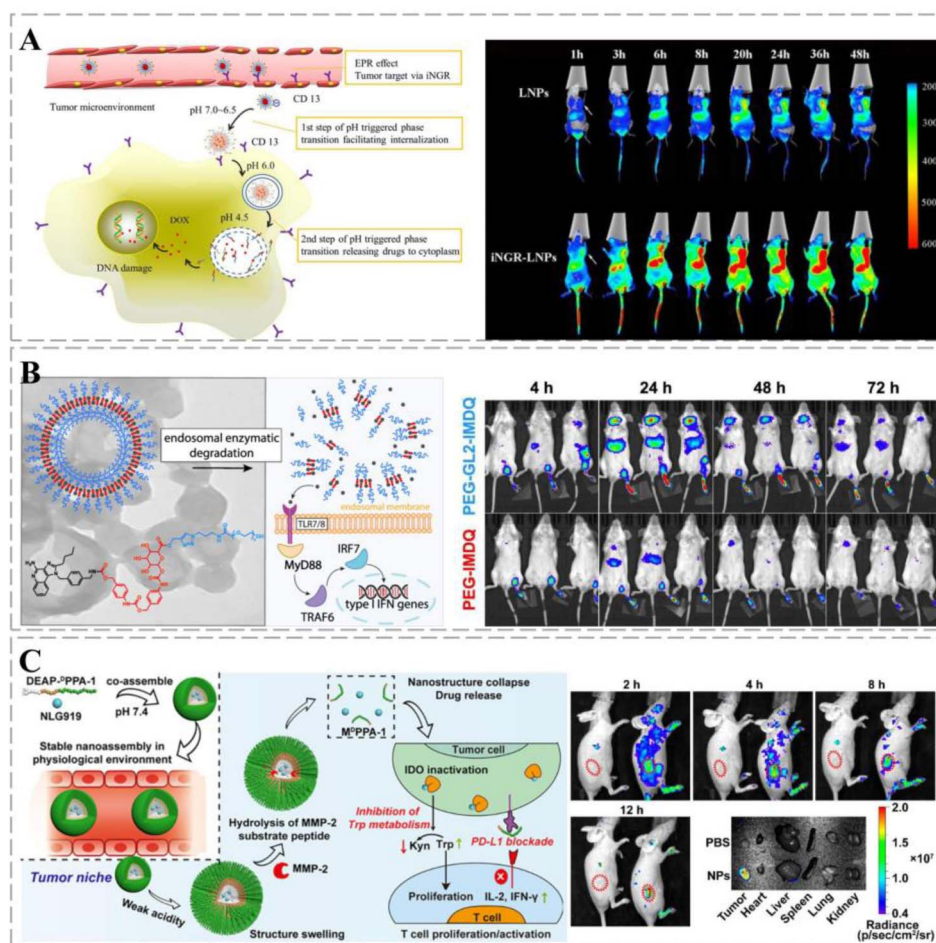 A
EPR effect
Tumor target via iNGR
Tumor microenvironment
CD 13
pH 7.0~6.5
CD 13
1st step of pH triggered phase
transition facilitating internalization
pH 6.0
pH 4.5
DOX
DNA damage
2nd step of pH triggered phase
transition releasing drugs to cytoplasm
1h 3h 6h 8h 20h 24h 36h 48h
LNPs
iNGR-LNPs
200
300
400
500
600
B
endosomal enzymatic
degradation
endosomal membrane
TLR7/8
MyD88
IRF7
TRAF6
type I IFN genes
4 h 24 h 48 h 72 h
PEG-GL2-IMDQ
PEG-IMDQ
C
DEAP-DPPA-1
NLG919
co-assemble
pH 7.4
Stable nanoassembly in
physiological environment
Tumor niche
Weak acidity
Structure swelling
Hydrolysis of MMP-2
substrate peptide
MMP-2
MDPPA-1
Nanostructure collapse
Drug release
Tumor cell
IDO inactivation
Inhibition of
Trp metabolism
Kyn Trp
PD-L1 blockade
X
Proliferation IL-2, IFN-γ
T cell
T cell proliferation/activation
2 h 4 h 8 h
12 h
PBS
NPs
Tumor Heart Liver Spleen Lung Kidney
2.0
1.0
×10⁷
0.4
Radiance
(p/sec/cm²/sr)